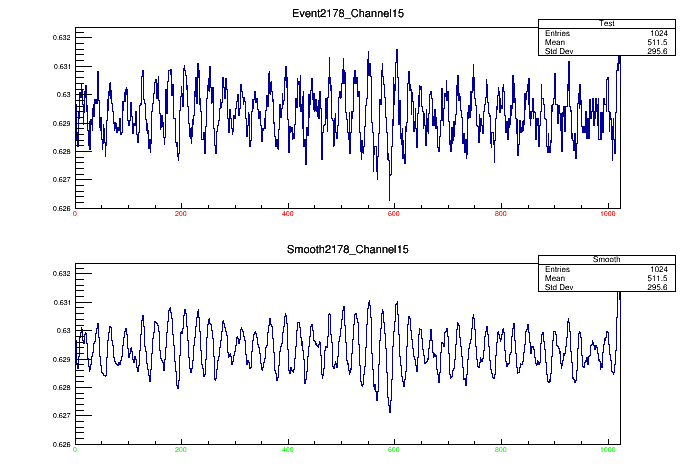 Event2178_Channel15
Test
Entries 1024
Mean 511.5
Std Dev 295.6
0.632
0.631
0.63
0.629
0.628
0.627
0.626
0 200 400 600 800 1000
Smooth2178_Channel15
Smooth
Entries 1024
Mean 511.5
Std Dev 295.6
0.632
0.631
0.63
0.629
0.628
0.627
0.626
0 200 400 600 800 1000